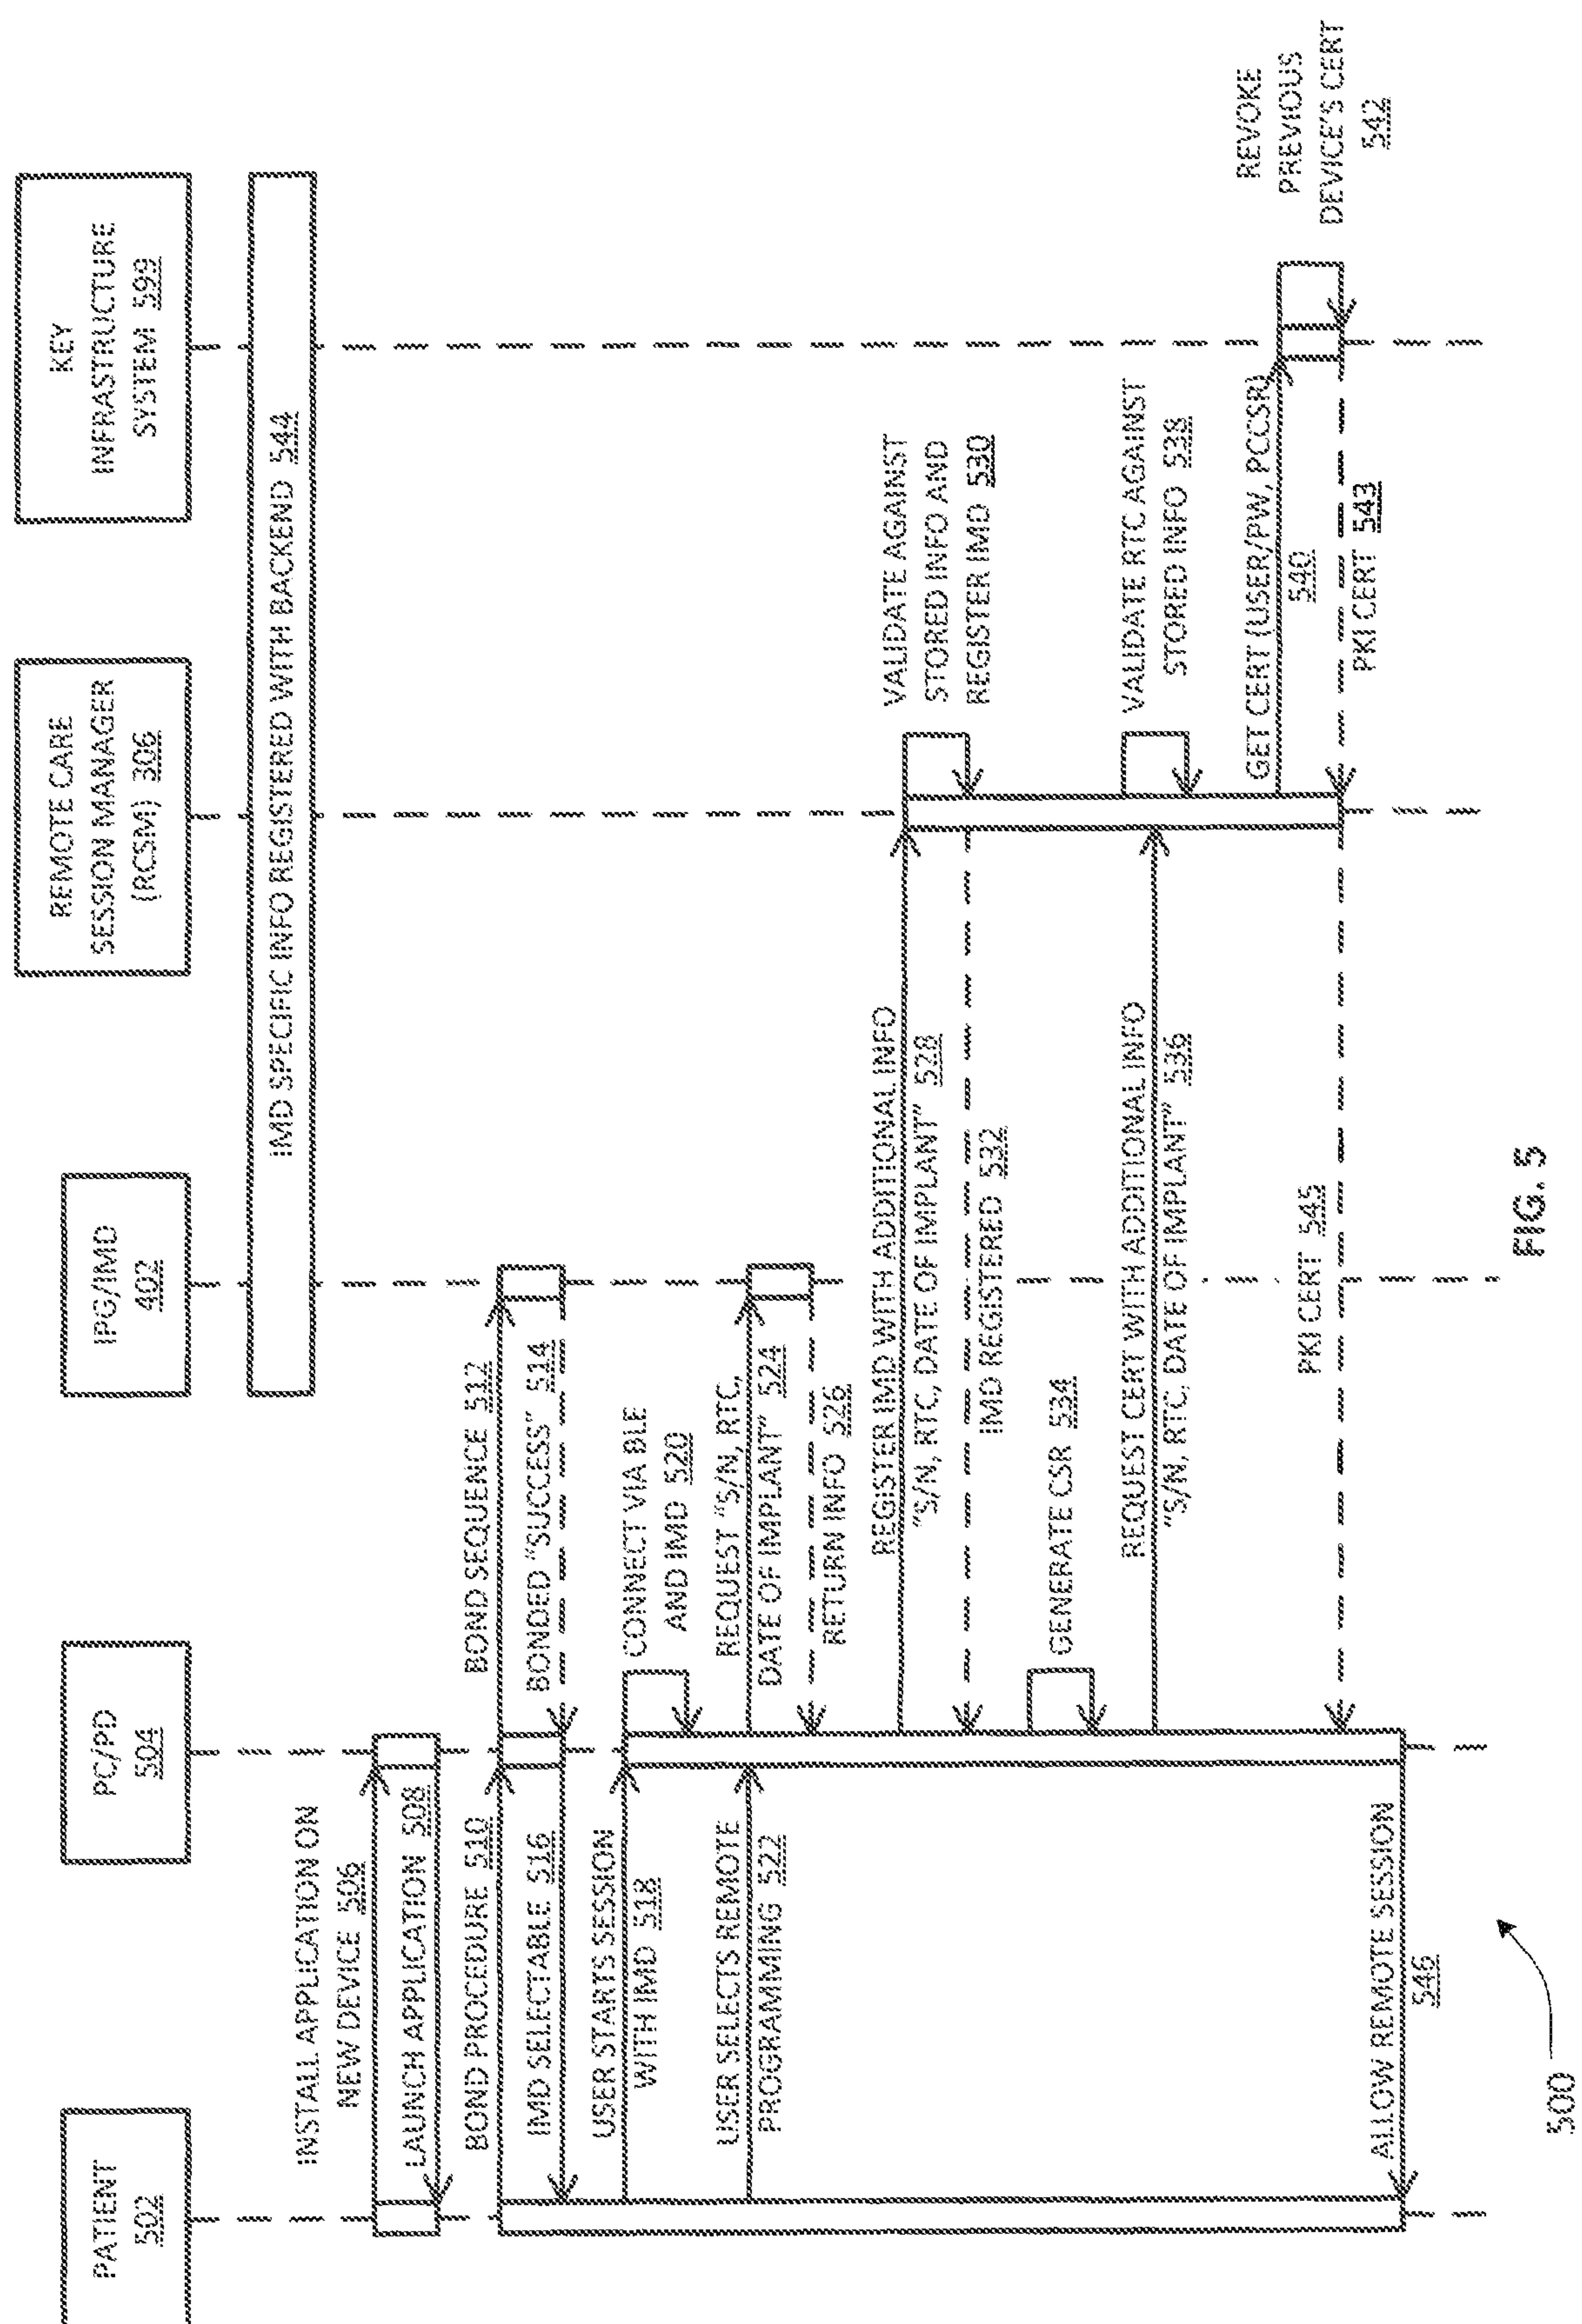 PATIENT
502
PC/PD
504
IPG/IMD
402
REMOTE CARE
SESSION MANAGER
(RCSM) 306
KEY
INFRASTRUCTURE
SYSTEM 599
IMD SPECIFIC INFO REGISTERED WITH BACKEND 544
INSTALL APPLICATION ON
NEW DEVICE 506
LAUNCH APPLICATION 508
BOND PROCEDURE 510
BOND SEQUENCE 512
BONDED "SUCCESS" 514
IMD SELECTABLE 516
USER STARTS SESSION
WITH IMD 518
CONNECT VIA BLE
AND IMD 520
USER SELECTS REMOTE
PROGRAMMING 522
REQUEST "S/N, RTC,
DATE OF IMPLANT" 524
RETURN INFO 526
REGISTER IMD WITH ADDITIONAL INFO
"S/N, RTC, DATE OF IMPLANT" 528
VALIDATE AGAINST
STORED INFO AND
REGISTER IMD 530
IMD REGISTERED 532
GENERATE CSR 534
REQUEST CERT WITH ADDITIONAL INFO
"S/N, RTC, DATE OF IMPLANT" 536
VALIDATE RTC AGAINST
STORED INFO 538
GET CERT (USER/PW, PCCSR)
540
REVOKE
PREVIOUS
DEVICE'S CERT
542
PKI CERT 543
PKI CERT 545
ALLOW REMOTE SESSION
546
500
FIG. 5